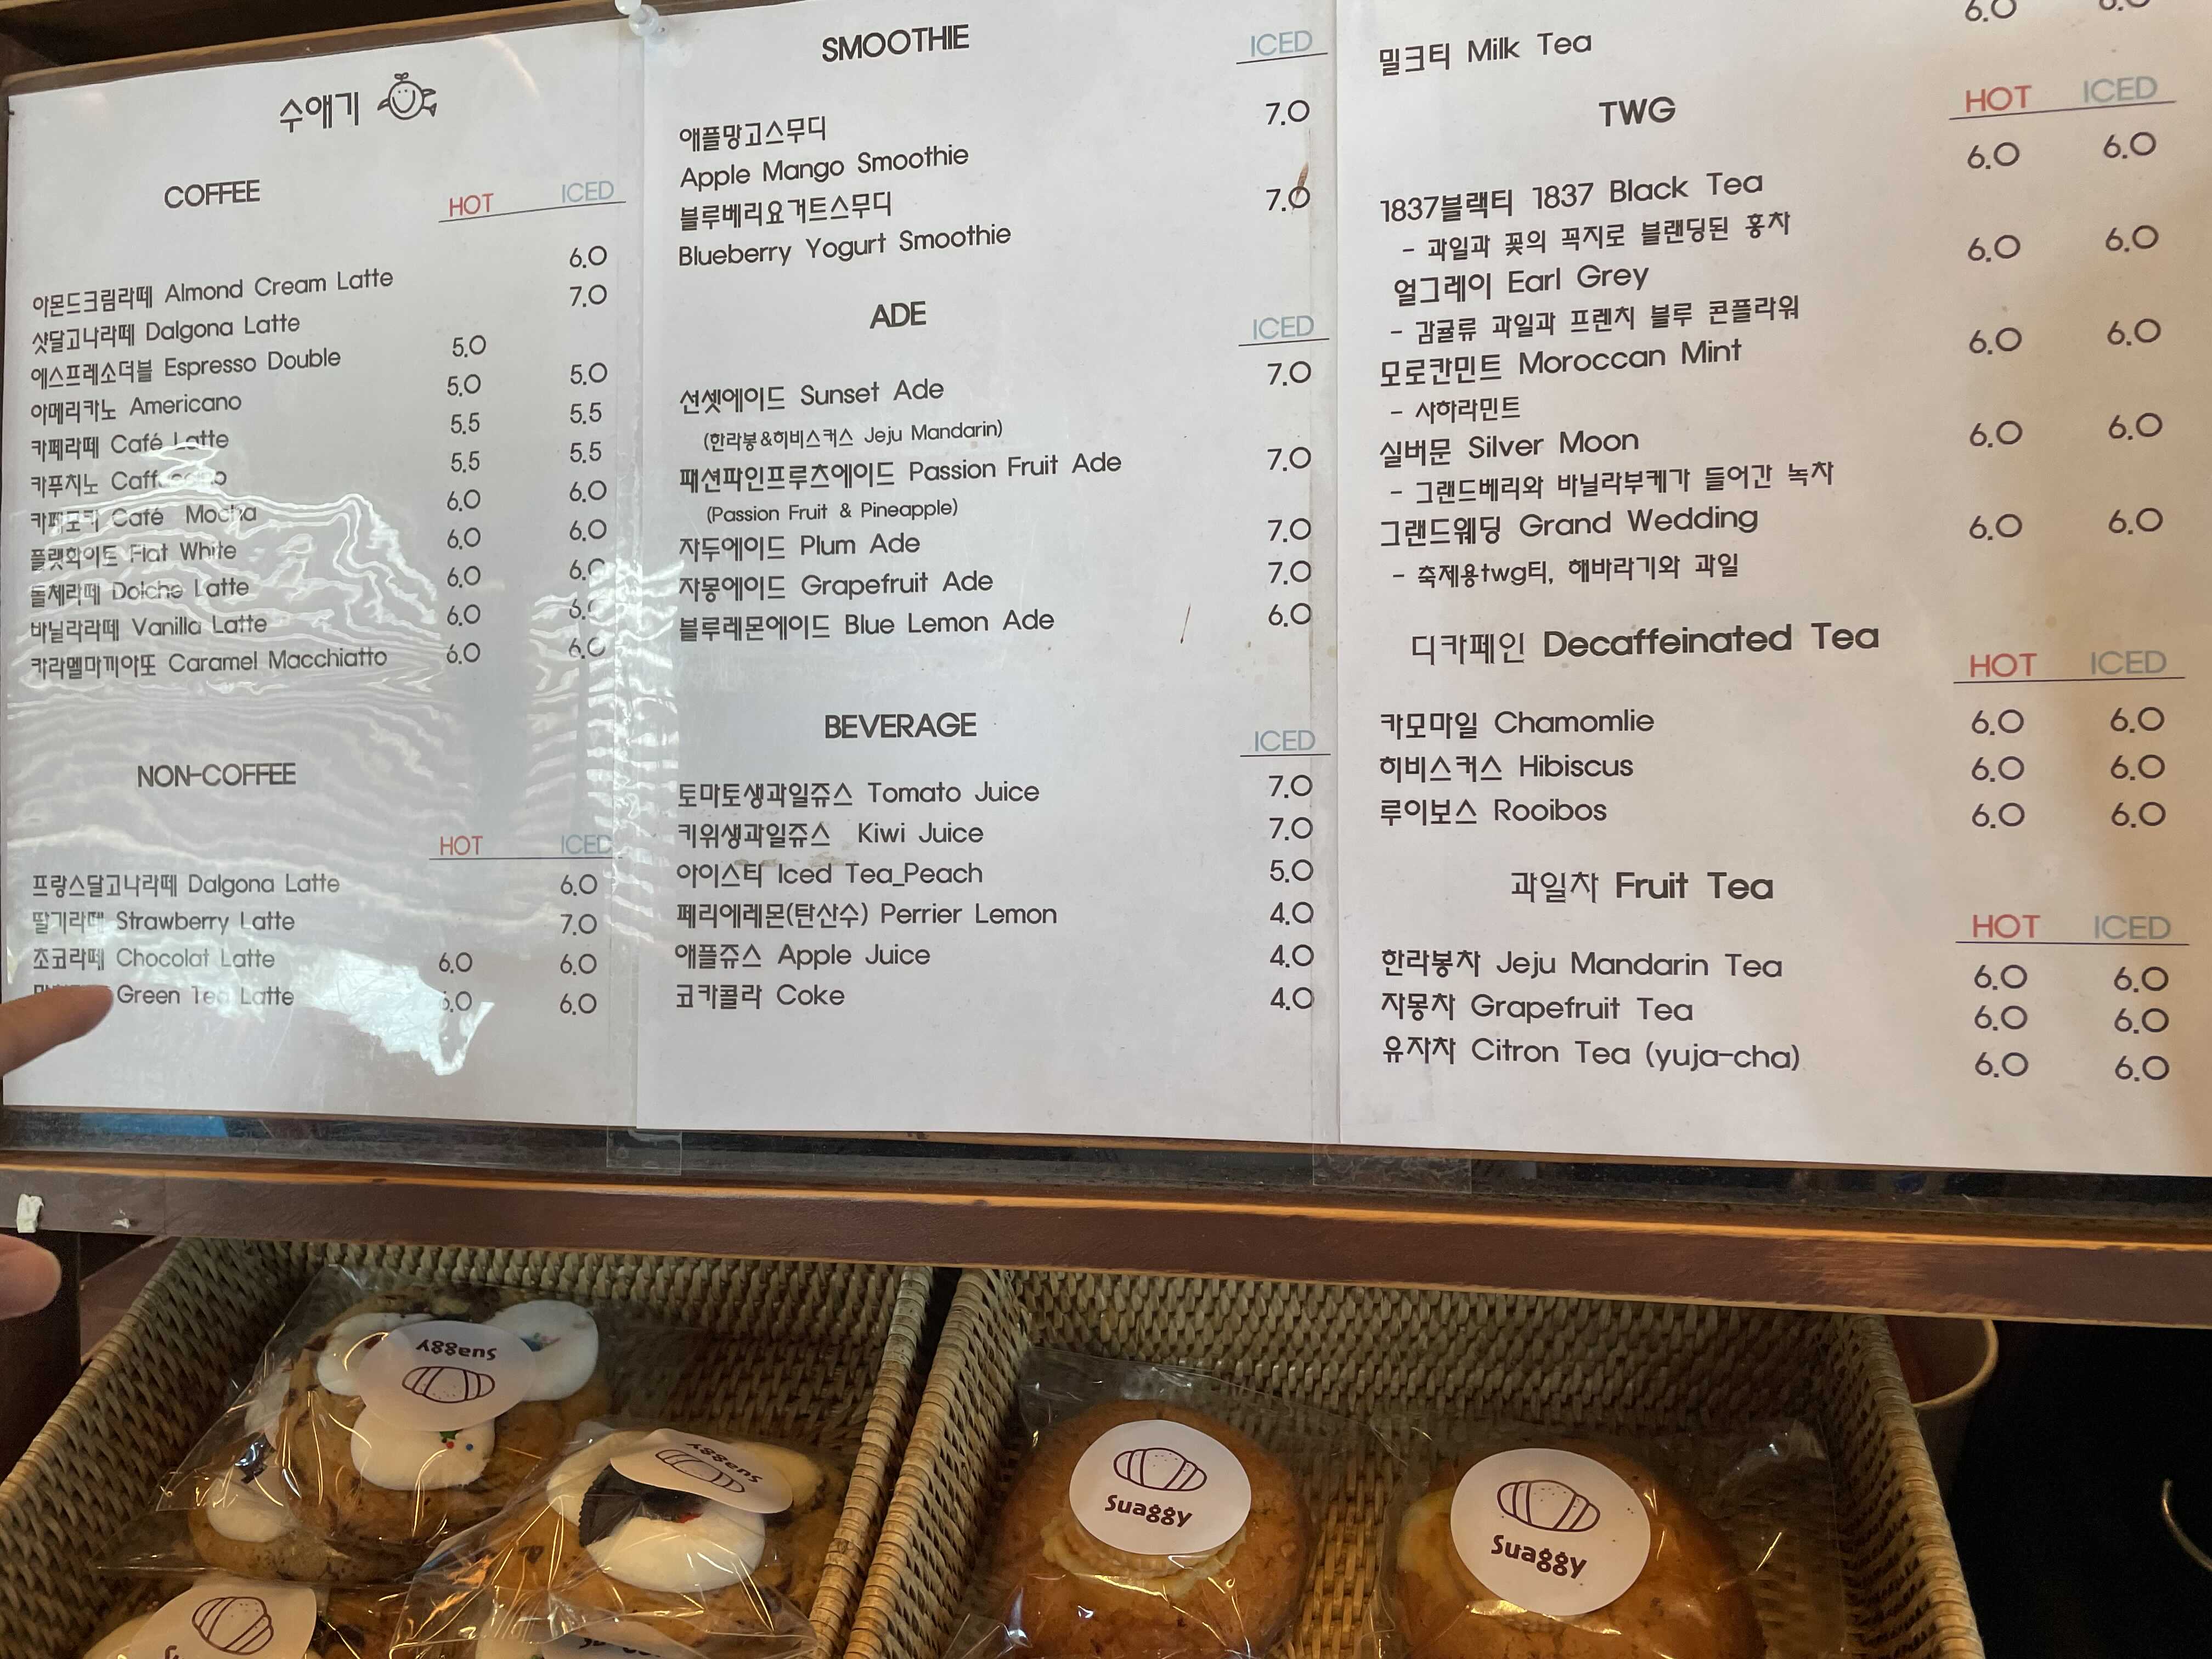 수애기
COFFEE
HOT ICED
아몬드크림라떼 Almond Cream Latte 6.0
샷달고나라떼 Dalgona Latte 7.0
에스프레소더블 Espresso Double 5.0
아메리카노 Americano 5.0 5.0
카페라떼 Café Latte 5.5 5.5
카푸치노 5.5 5.5
카페모카 Café Mocha 6.0 6.0
플랫화이트 Flat White 6.0 6.0
돌체라떼 Dolche Latte 6.0 6.0
바닐라라떼 Vanilla Latte 6.0 6.0
카라멜마끼아또 Caramel Macchiatto 6.0 6.0
NON-COFFEE
HOT ICED
프랑스달고나라떼 Dalgona Latte 6.0
딸기라떼 Strawberry Latte 7.0
초코라떼 Chocolat Latte 6.0 6.0
Green Tea Latte 6.0 6.0
SMOOTHIE
ICED
애플망고스무디 7.0
Apple Mango Smoothie
블루베리요거트스무디 7.0
Blueberry Yogurt Smoothie
ADE
ICED
선셋에이드 Sunset Ade 7.0
(한라봉&히비스커스 Jeju Mandarin)
패션파인프루츠에이드 Passion Fruit Ade 7.0
(Passion Fruit & Pineapple)
자두에이드 Plum Ade 7.0
자몽에이드 Grapefruit Ade 7.0
블루레몬에이드 Blue Lemon Ade 6.0
BEVERAGE
ICED
토마토생과일쥬스 Tomato Juice 7.0
키위생과일쥬스 Kiwi Juice 7.0
아이스티 Iced Tea_Peach 5.0
페리에레몬(탄산수) Perrier Lemon 4.0
애플쥬스 Apple Juice 4.0
코카콜라 Coke 4.0
밀크티 Milk Tea 6.0 6.0
TWG
HOT ICED
1837블랙티 1837 Black Tea 6.0 6.0
- 과일과 꽃의 꼭지로 블랜딩된 홍차
얼그레이 Earl Grey 6.0 6.0
- 감귤류 과일과 프렌치 블루 콘플라워
모로칸민트 Moroccan Mint 6.0 6.0
- 사하라민트
실버문 Silver Moon 6.0 6.0
- 그랜드베리와 바닐라부케가 들어간 녹차
그랜드웨딩 Grand Wedding 6.0 6.0
- 축제용twg티, 해바라기와 과일
디카페인 Decaffeinated Tea
HOT ICED
카모마일 Chamomlie 6.0 6.0
히비스커스 Hibiscus 6.0 6.0
루이보스 Rooibos 6.0 6.0
과일차 Fruit Tea
HOT ICED
한라봉차 Jeju Mandarin Tea 6.0 6.0
자몽차 Grapefruit Tea 6.0 6.0
유자차 Citron Tea (yuja-cha) 6.0 6.0
Suaggy
Suaggy
Suaggy
Suaggy